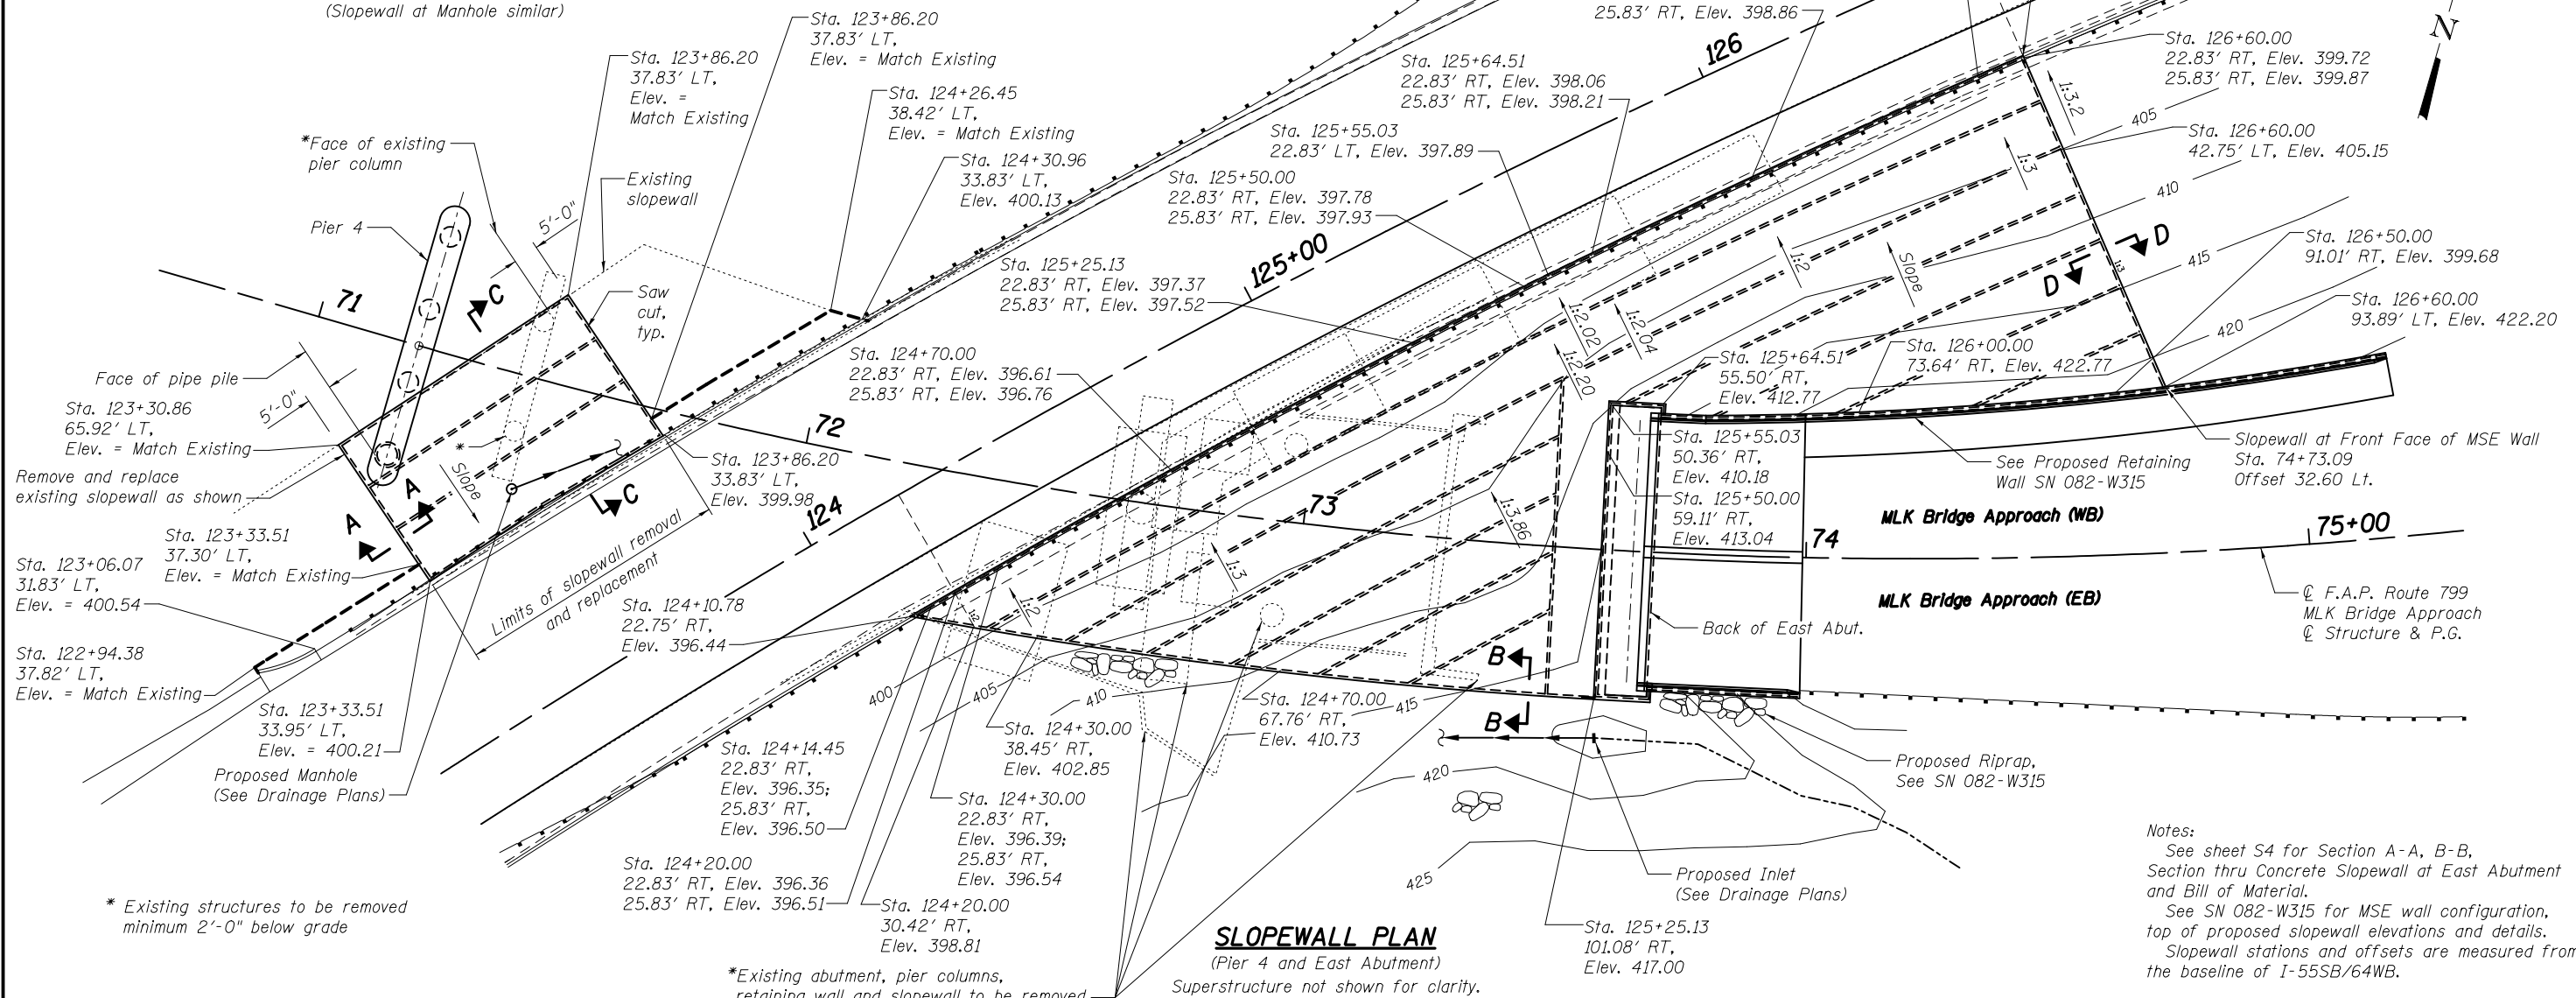 (Slopewall at Manhole similar)
Sta. 123+86.20
37.83' LT,
Elev. = Match Existing
Sta. 123+86.20
37.83' LT,
Elev. =
Match Existing
Sta. 124+26.45
38.42' LT,
Elev. = Match Existing
Sta. 124+30.96
33.83' LT,
Elev. 400.13
*Face of existing
pier column
Existing
slopewall
5'-0"
Pier 4
C
Saw
cut,
typ.
71
Face of pipe pile
5'-0"
Sta. 123+30.86
65.92' LT,
Elev. = Match Existing
Remove and replace
existing slopewall as shown
*
Slope
A
A
C
72
Sta. 123+86.20
33.83' LT,
Elev. 399.98
124
Sta. 123+33.51
37.30' LT,
Elev. = Match Existing
Sta. 123+06.07
31.83' LT,
Elev. = 400.54
Sta. 122+94.38
37.82' LT,
Elev. = Match Existing
Limits of slopewall removal
and replacement
Sta. 123+33.51
33.95' LT,
Elev. = 400.21
Proposed Manhole
(See Drainage Plans)
* Existing structures to be removed
minimum 2'-0" below grade
25.83' RT, Elev. 398.86
126
Sta. 125+64.51
22.83' RT, Elev. 398.06
25.83' RT, Elev. 398.21
Sta. 125+55.03
22.83' LT, Elev. 397.89
Sta. 125+50.00
22.83' RT, Elev. 397.78
25.83' RT, Elev. 397.93
125+00
Sta. 125+25.13
22.83' RT, Elev. 397.37
25.83' RT, Elev. 397.52
Sta. 124+70.00
22.83' RT, Elev. 396.61
25.83' RT, Elev. 396.76
N
Sta. 126+60.00
22.83' RT, Elev. 399.72
25.83' RT, Elev. 399.87
1:3.2
405
Sta. 126+60.00
42.75' LT, Elev. 405.15
1:3
410
D
D
1:3
415
Sta. 126+50.00
91.01' RT, Elev. 399.68
Sta. 126+60.00
93.89' LT, Elev. 422.20
420
1:2
Slope
1:2.02
1:2.04
1:2.20
Sta. 125+64.51
55.50' RT,
Elev. 412.77
Sta. 126+00.00
73.64' RT, Elev. 422.77
Sta. 125+55.03
50.36' RT,
Elev. 410.18
Sta. 125+50.00
59.11' RT,
Elev. 413.04
See Proposed Retaining
Wall SN 082-W315
Slopewall at Front Face of MSE Wall
Sta. 74+73.09
Offset 32.60 Lt.
MLK Bridge Approach (WB)
73
74
75+00
1:3.86
MLK Bridge Approach (EB)
℄ F.A.P. Route 799
MLK Bridge Approach
℄ Structure & P.G.
Back of East Abut.
1:3
1:2
1:2
Sta. 124+10.78
22.75' RT,
Elev. 396.44
400
405
410
415
B
B
Sta. 124+70.00
67.76' RT,
Elev. 410.73
Sta. 124+30.00
38.45' RT,
Elev. 402.85
Sta. 124+14.45
22.83' RT,
Elev. 396.35;
25.83' RT,
Elev. 396.50
Sta. 124+30.00
22.83' RT,
Elev. 396.39;
25.83' RT,
Elev. 396.54
Sta. 124+20.00
22.83' RT, Elev. 396.36
25.83' RT, Elev. 396.51
Sta. 124+20.00
30.42' RT,
Elev. 398.81
420
425
Proposed Riprap,
See SN 082-W315
Proposed Inlet
(See Drainage Plans)
Sta. 125+25.13
101.08' RT,
Elev. 417.00
*Existing abutment, pier columns,
retaining wall and slopewall to be removed
SLOPEWALL PLAN
(Pier 4 and East Abutment)
Superstructure not shown for clarity.
Notes:
See sheet S4 for Section A-A, B-B,
Section thru Concrete Slopewall at East Abutment
and Bill of Material.
See SN 082-W315 for MSE wall configuration,
top of proposed slopewall elevations and details.
Slopewall stations and offsets are measured from
the baseline of I-55SB/64WB.